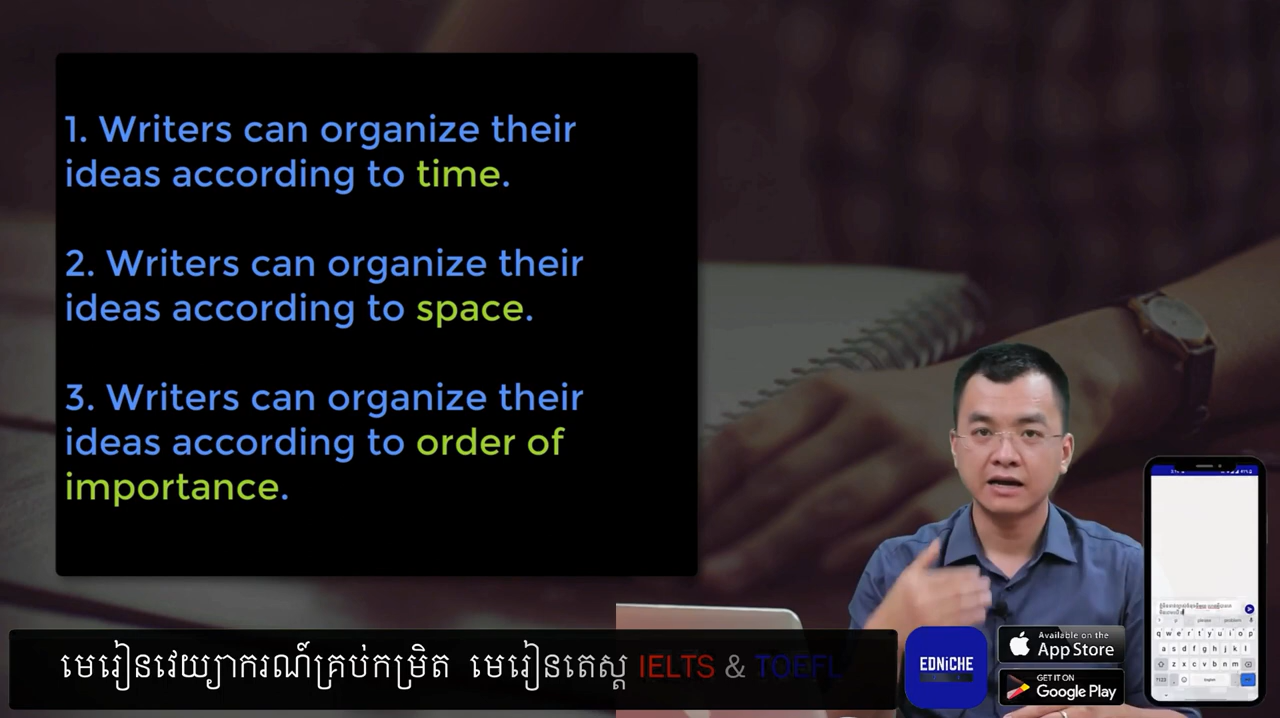 1. Writers can organize their
ideas according to time.
2. Writers can organize their
ideas according to space.
3. Writers can organize their
ideas according to order of
importance.
មេរៀនវេយ្យាករណ៍គ្រប់កម្រិត មេរៀនតេស្ត IELTS & TOEFL
EDNiCHE
Available on the
App Store
GET IT ON
Google Play
q w e r t y u i o p
a s d f g h j k l
z x c v b n m